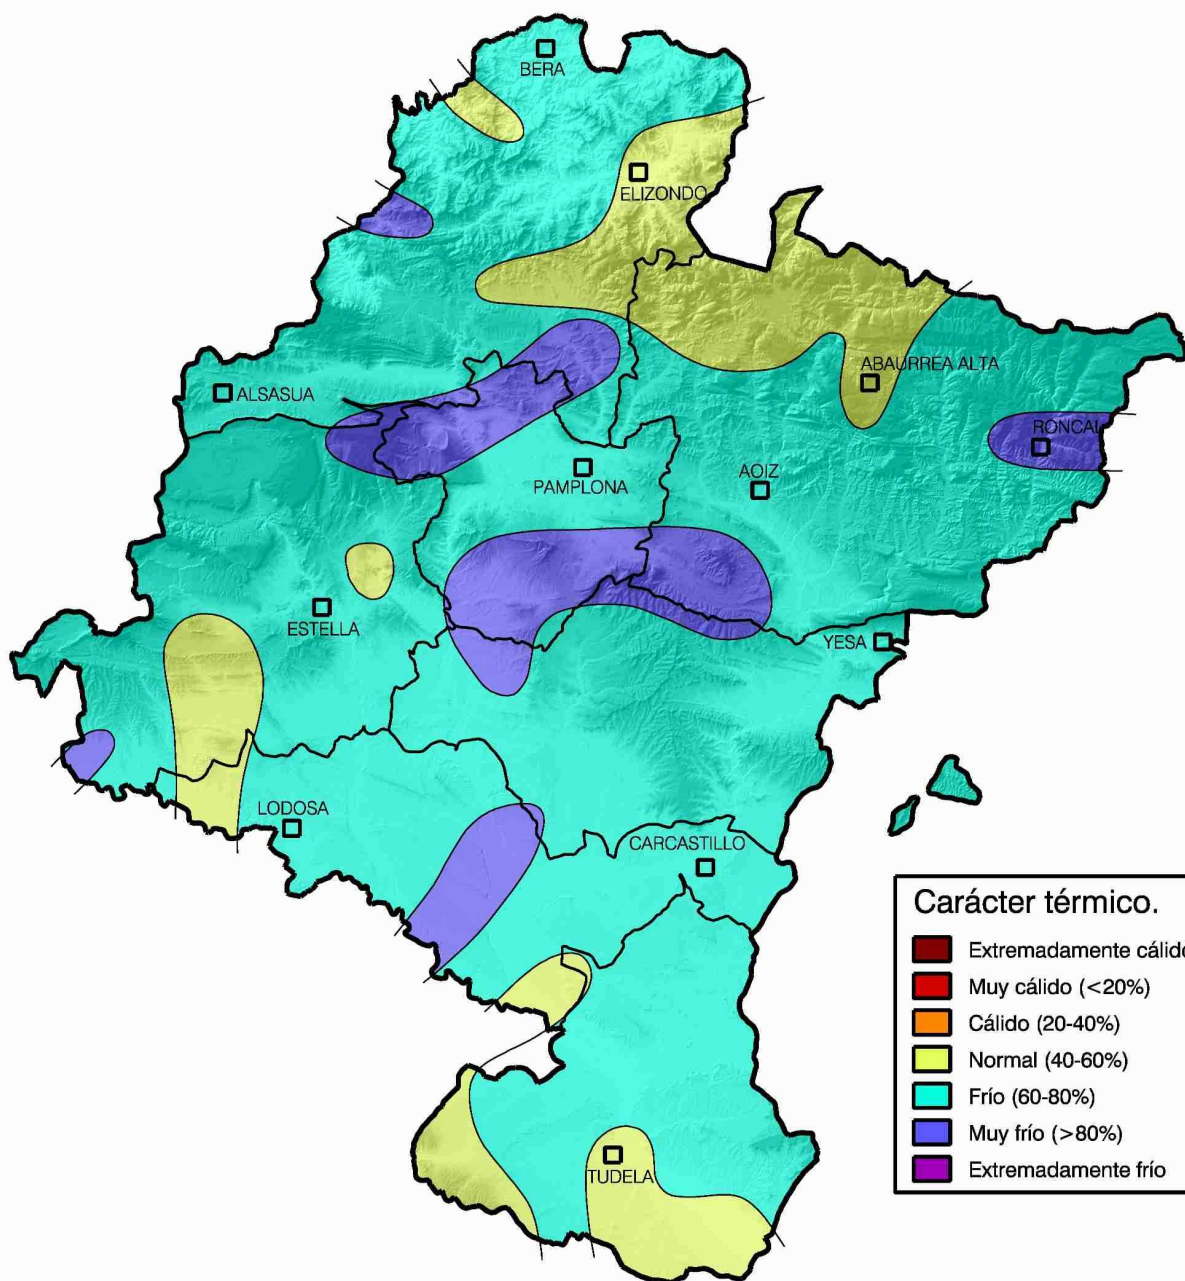 BERA
ELIZONDO
ABAURREA ALTA
ALSASUA
RONCAL
PAMPLONA
AOIZ
ESTELLA
YESA
LODOSA
CARCASTILLO
TUDELA
Carácter térmico.
Extremadamente cálido
Muy cálido (<20%)
Cálido (20-40%)
Normal (40-60%)
Frío (60-80%)
Muy frío (>80%)
Extremadamente frío